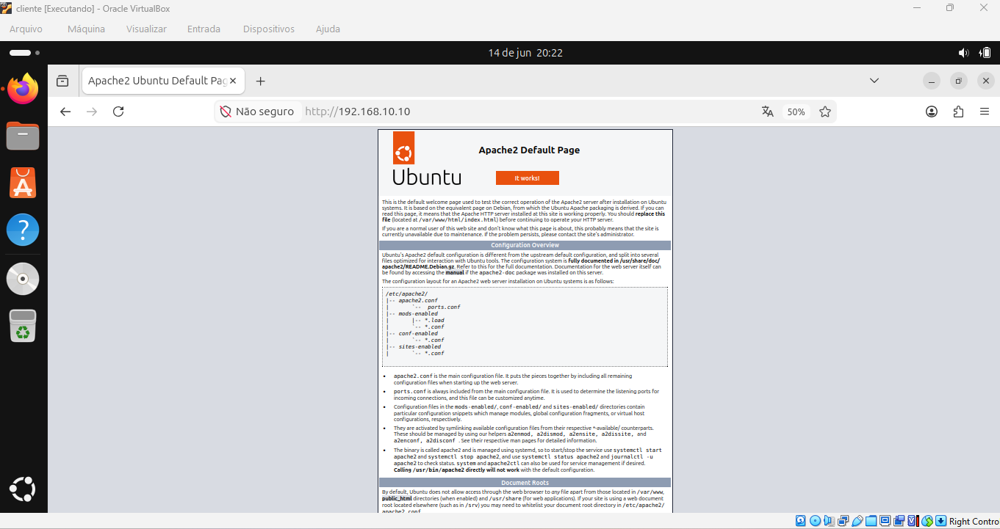 cliente [Executando] - Oracle VirtualBox
Arquivo Máquina Visualizar Entrada Dispositivos Ajuda
14 de jun 20:22
Apache2 Ubuntu Default Pag
Não seguro http://192.168.10.10 50%
Apache2 Default Page
Ubuntu
It works!
This is the default welcome page used to test the correct operation of the Apache2 server after installation on Ubuntu
systems. It is based on the equivalent page on Debian, from which the Ubuntu Apache packaging is derived. If you can
read this page, it means that the Apache HTTP server installed at this site is working properly. You should replace this
file (located at /var/www/html/index.html) before continuing to operate your HTTP server.
If you are a normal user of this web site and don't know what this page is about, this probably means that the site is
currently unavailable due to maintenance. If the problem persists, please contact the site's administrator.
Configuration Overview
Ubuntu's Apache2 default configuration is different from the upstream default configuration, and split into several
files optimized for interaction with Ubuntu tools. The configuration system is fully documented in /usr/share/doc/
apache2/README.Debian.gz. Refer to this for the full documentation. Documentation for the web server itself can
be found by accessing the manual if the apache2-doc package was installed on this server.
The configuration layout for an Apache2 web server installation on Ubuntu systems is as follows:
/etc/apache2/
|-- apache2.conf
|       `--  ports.conf
|-- mods-enabled
|       |-- *.load
|       `-- *.conf
|-- conf-enabled
|       `-- *.conf
|-- sites-enabled
|       `-- *.conf
• apache2.conf is the main configuration file. It puts the pieces together by including all remaining
configuration files when starting up the web server.
• ports.conf is always included from the main configuration file. It is used to determine the listening ports for
incoming connections, and this file can be customized anytime.
• Configuration files in the mods-enabled/, conf-enabled/ and sites-enabled/ directories contain
particular configuration snippets which manage modules, global configuration fragments, or virtual host
configurations, respectively.
• They are activated by symlinking available configuration files from their respective *-available/ counterparts.
These should be managed by using our helpers a2enmod, a2dismod, a2ensite, a2dissite, and
a2enconf, a2disconf . See their respective man pages for detailed information.
• The binary is called apache2 and is managed using systemd, so to start/stop the service use systemctl start
apache2 and systemctl stop apache2, and use systemctl status apache2 and journalctl -u
apache2 to check status. system and apache2ctl can also be used for service management if desired.
Calling /usr/bin/apache2 directly will not work with the default configuration.
Document Roots
By default, Ubuntu does not allow access through the web browser to any file apart from those located in /var/www,
public_html directories (when enabled) and /usr/share (for web applications). If your site is using a web document
root located elsewhere (such as in /srv) you may need to whitelist your document root directory in /etc/apache2/
apache2.conf
Right Contro